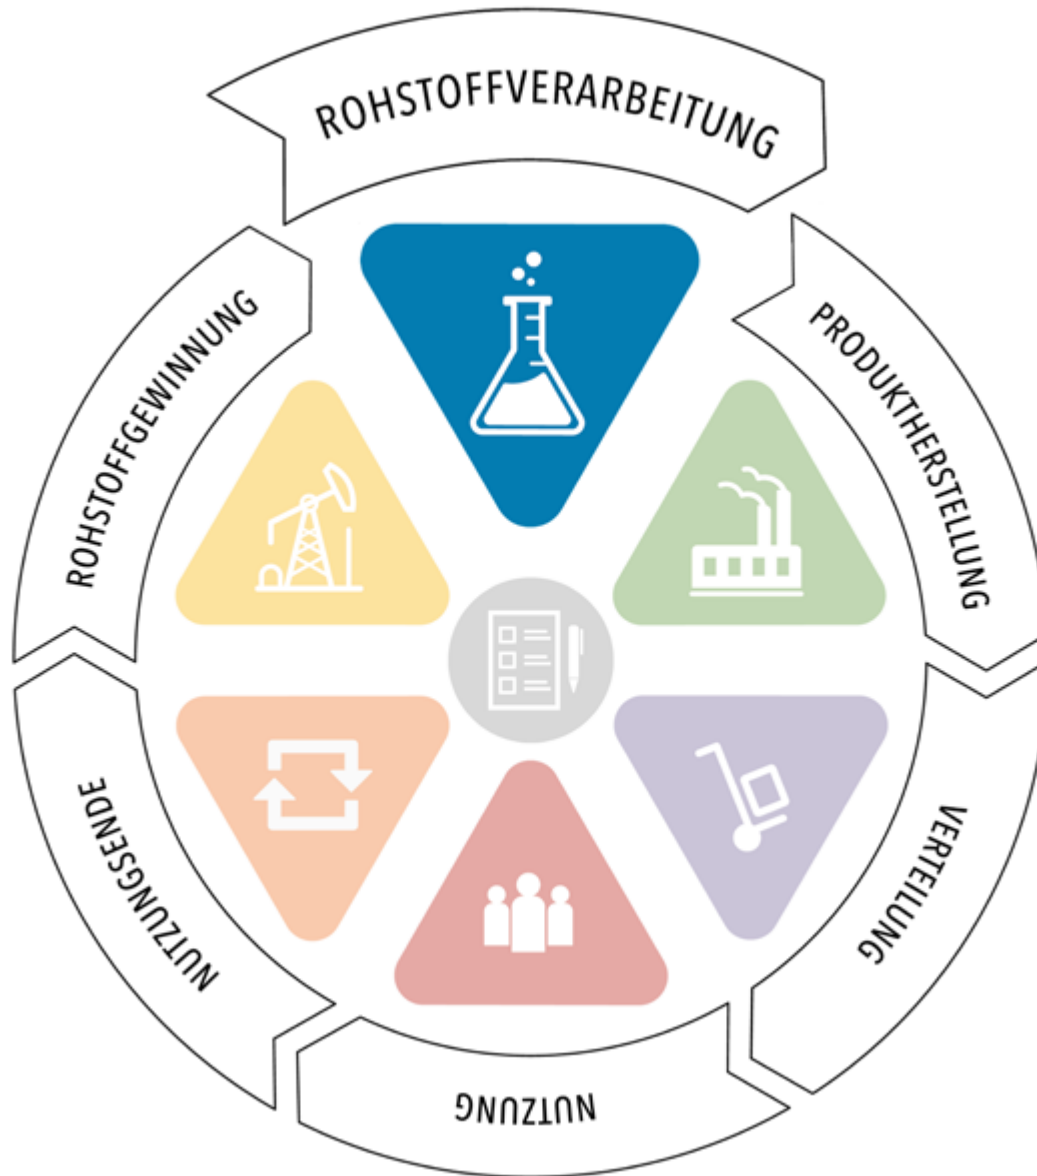 ROHSTOFFVERARBEITUNG
PRODUKTHERSTELLUNG
VERTEILUNG
NUTZUNG
NUTZUNGSENDE
ROHSTOFFGEWINNUNG